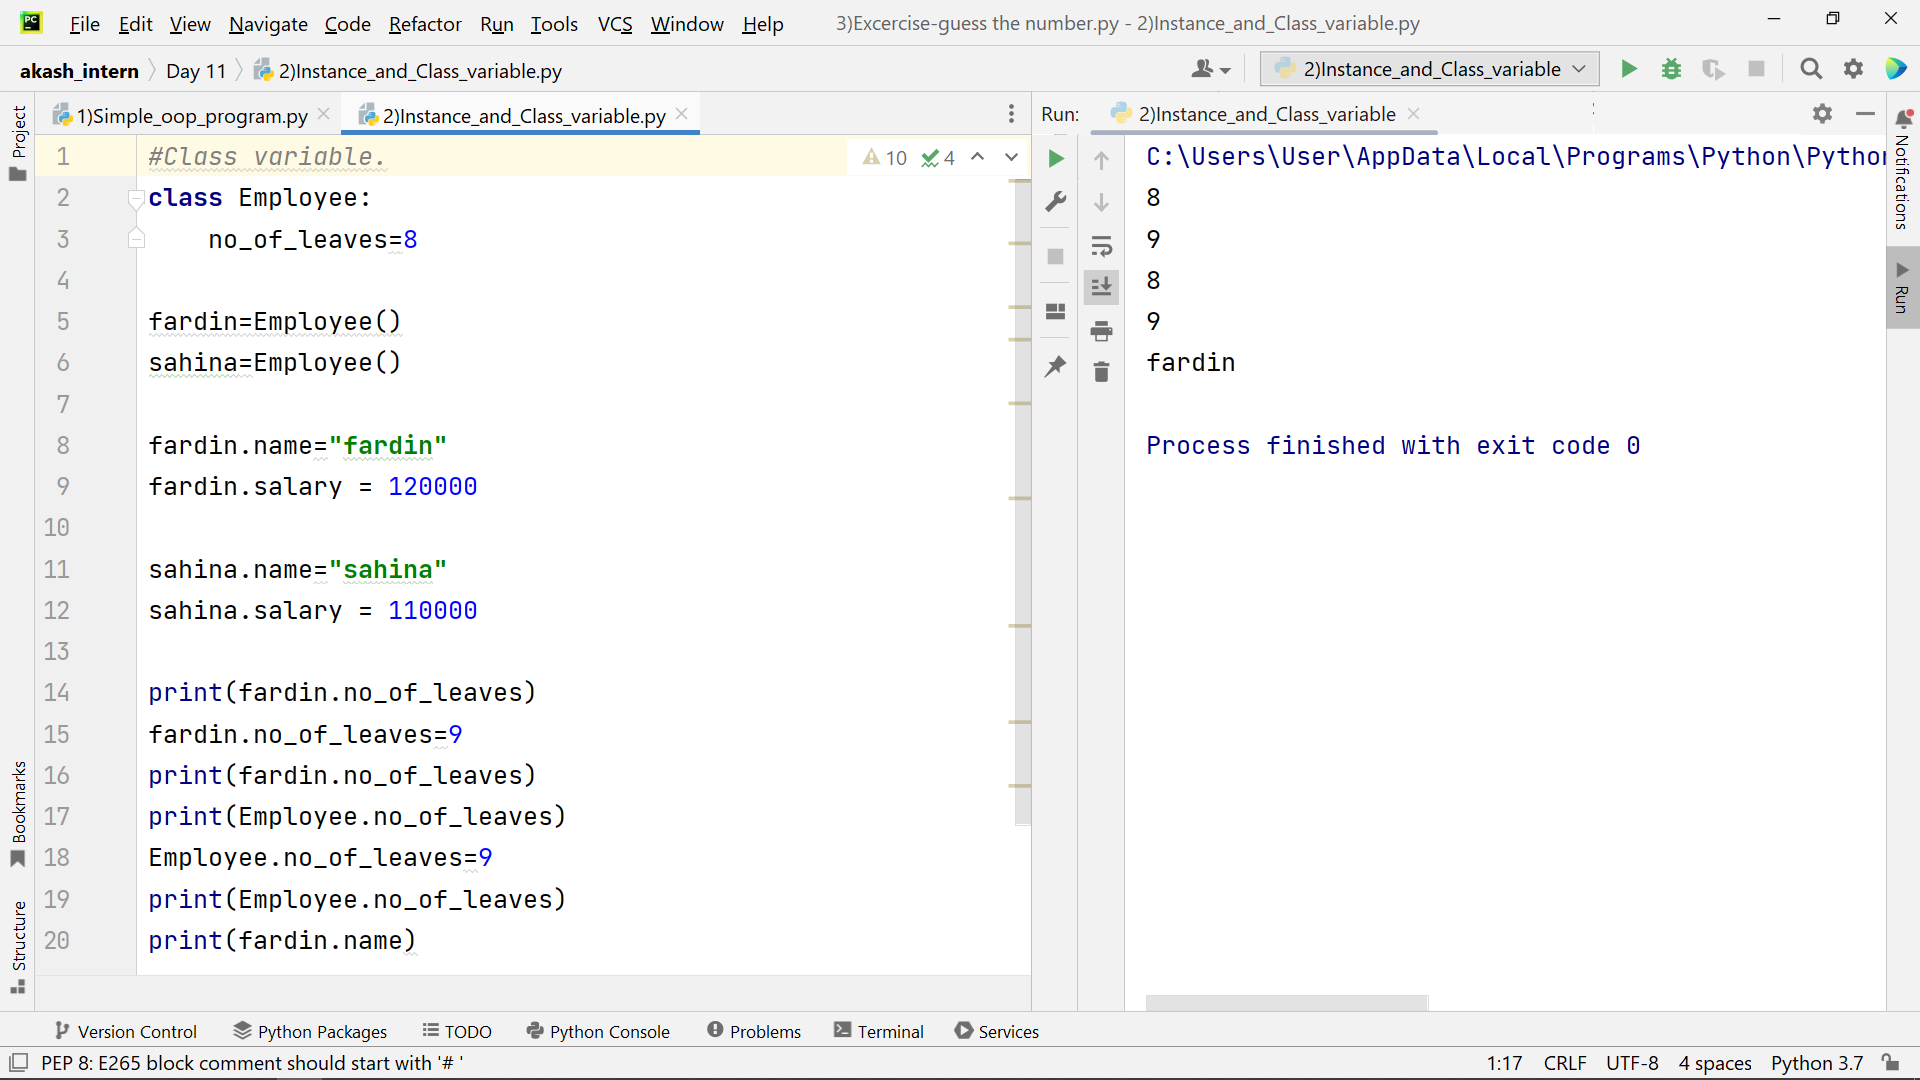 PC File Edit View Navigate Code Refactor Run Tools VCS Window Help 3)Excercise-guess the number.py - 2)Instance_and_Class_variable.py
akash_intern Day 11 2)Instance_and_Class_variable.py 2)Instance_and_Class_variable
1)Simple_oop_program.py 2)Instance_and_Class_variable.py
Run: 2)Instance_and_Class_variable
Project
Bookmarks
Structure
10 4
1 #Class variable.
2 class Employee:
3 no_of_leaves=8
4
5 fardin=Employee()
6 sahina=Employee()
7
8 fardin.name="fardin"
9 fardin.salary = 120000
10
11 sahina.name="sahina"
12 sahina.salary = 110000
13
14 print(fardin.no_of_leaves)
15 fardin.no_of_leaves=9
16 print(fardin.no_of_leaves)
17 print(Employee.no_of_leaves)
18 Employee.no_of_leaves=9
19 print(Employee.no_of_leaves)
20 print(fardin.name)
C:\Users\User\AppData\Local\Programs\Python\Python
8
9
8
9
fardin
Process finished with exit code 0
Notifications
Run
Version Control Python Packages TODO Python Console Problems Terminal Services
PEP 8: E265 block comment should start with '# ' 1:17 CRLF UTF-8 4 spaces Python 3.7